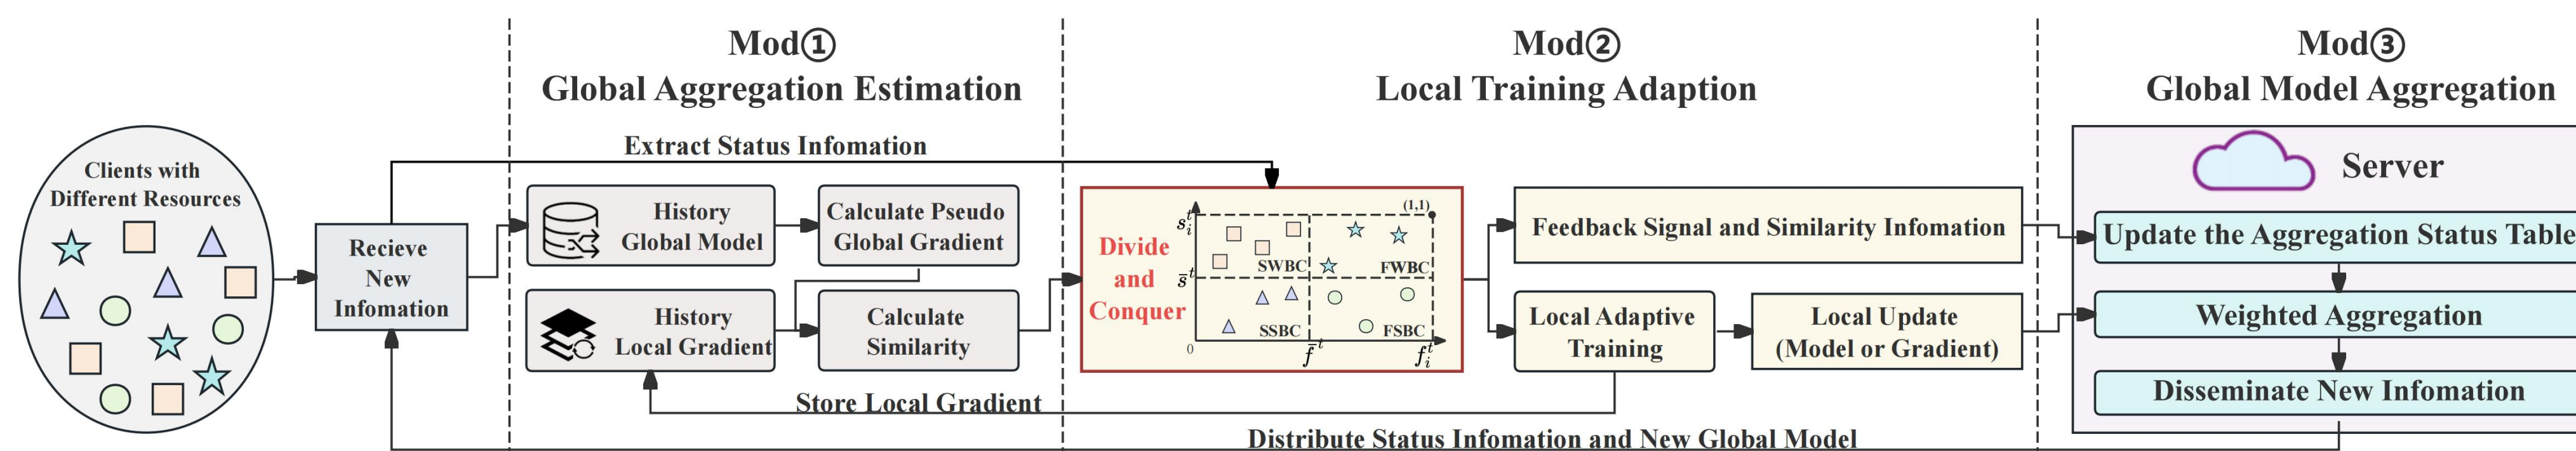 Mod①
Global Aggregation Estimation
Mod②
Local Training Adaption
Mod③
Global Model Aggregation
Clients with
Different Resources
Recieve
New
Infomation
Extract Status Infomation
History
Global Model
Calculate Pseudo
Global Gradient
History
Local Gradient
Calculate
Similarity
Store Local Gradient
Divide
and
Conquer
(1,1)
s_i^t
SWBC
FWBC
s̄^t
SSBC
FSBC
0
f̄^t
f_i^t
Feedback Signal and Similarity Infomation
Local Adaptive
Training
Local Update
(Model or Gradient)
Server
Update the Aggregation Status Table
Weighted Aggregation
Disseminate New Infomation
Distribute Status Infomation and New Global Model